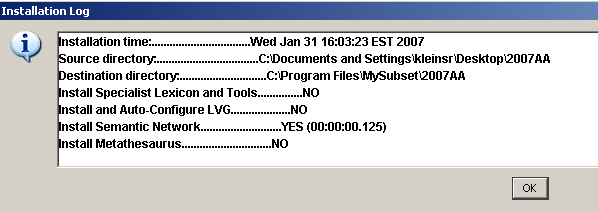 Installation Log
Installation time:.................................Wed Jan 31 16:03:23 EST 2007
Source directory:..................................C:\Documents and Settings\kleinsr\Desktop\2007AA
Destination directory:.............................C:\Program Files\MySubset\2007AA
Install Specialist Lexicon and Tools...............NO
Install and Auto-Configure LVG....................NO
Install Semantic Network...........................YES (00:00:00.125)
Install Metathesaurus..............................NO
OK